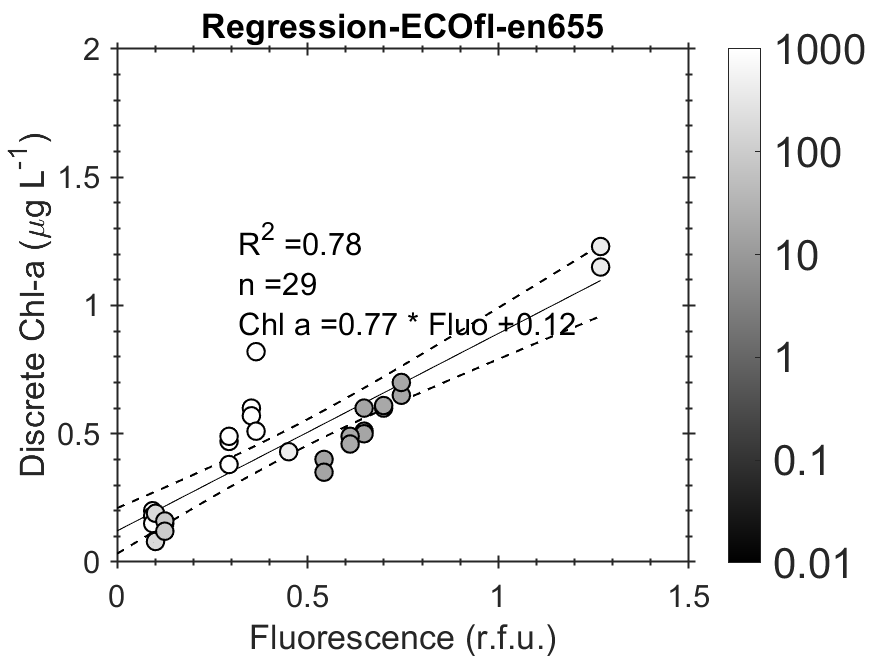 Regression-ECOfl-en655
2
1.5
1
0.5
0
0
0.5
1
1.5
Discrete Chl-a (μg L⁻¹)
Fluorescence (r.f.u.)
R² =0.78
n =29
Chl a =0.77 * Fluo +0.12
1000
100
10
1
0.1
0.01